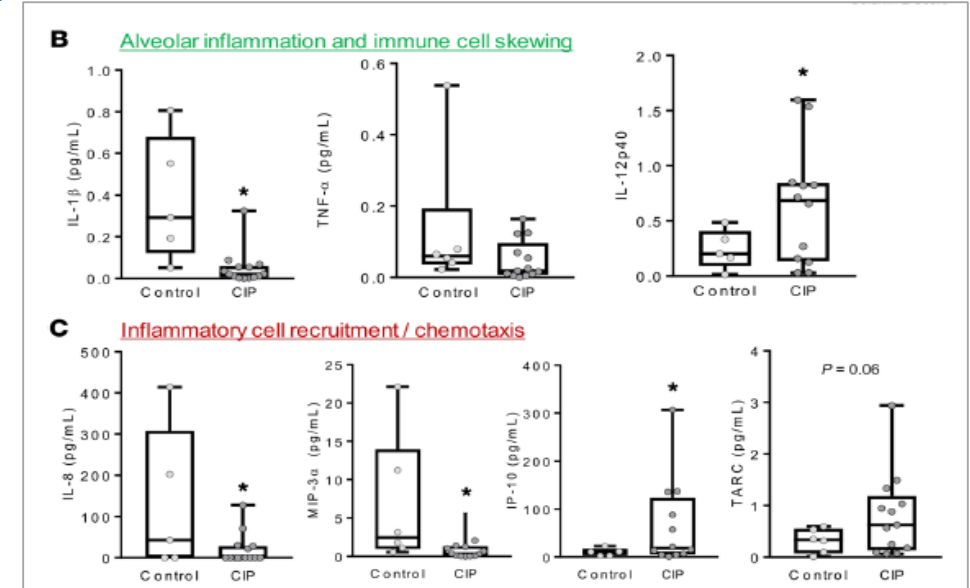 B Alveolar inflammation and immune cell skewing
IL-1β (pg/mL)
1.0
0.8
0.6
0.4
0.2
0.0
*
Control CIP
TNF-α (pg/mL)
0.6
0.4
0.2
0.0
Control CIP
IL-12p40
2.0
1.5
1.0
0.5
0.0
*
Control CIP
C Inflammatory cell recruitment / chemotaxis
IL-8 (pg/mL)
500
400
300
200
100
0
*
Control CIP
MIP-3α (pg/mL)
25
20
15
10
5
0
*
Control CIP
IP-10 (pg/mL)
400
300
200
100
0
*
Control CIP
TARC (pg/mL)
4
3
2
1
0
P = 0.06
Control CIP